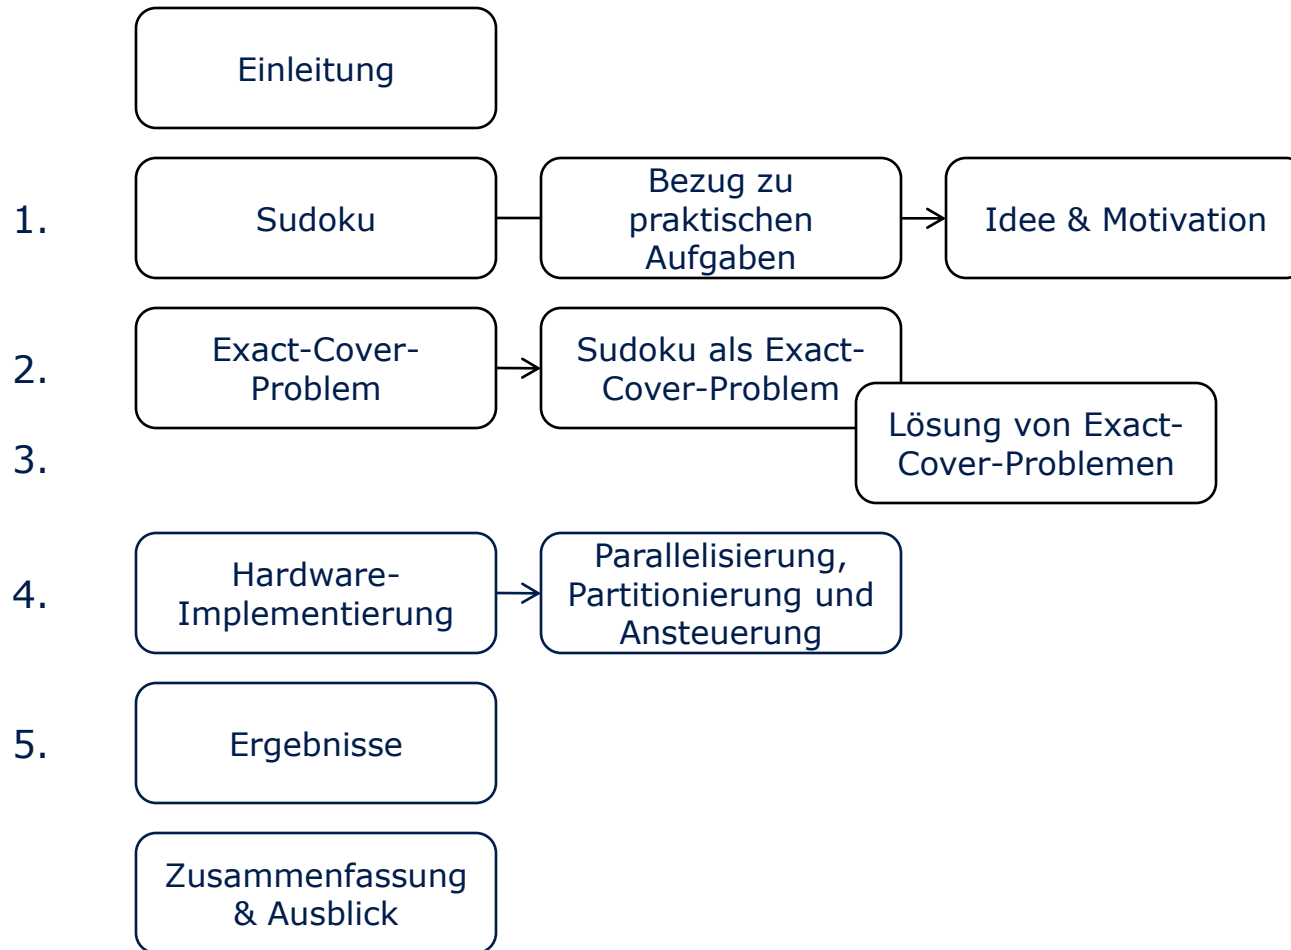 Einleitung
1.
Sudoku
Bezug zu
praktischen
Aufgaben
Idee & Motivation
2.
Exact-Cover-
Problem
Sudoku als Exact-
Cover-Problem
3.
Lösung von Exact-
Cover-Problemen
4.
Hardware-
Implementierung
Parallelisierung,
Partitionierung und
Ansteuerung
5.
Ergebnisse
Zusammenfassung
& Ausblick